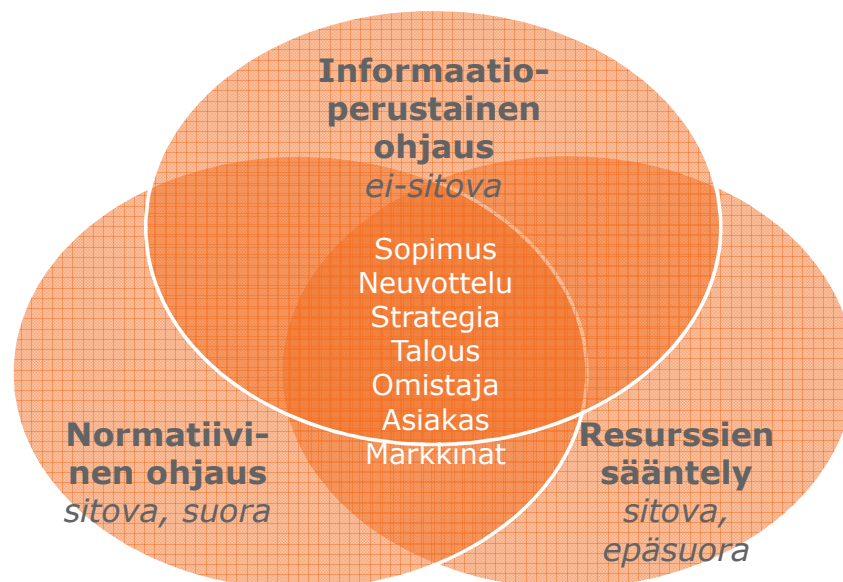 Informaatio-
perustainen
ohjaus
ei-sitova
Sopimus
Neuvottelu
Strategia
Talous
Omistaja
Asiakas
Markkinat
Normatiivi-
nen ohjaus
sitova, suora
Resurssien
sääntely
sitova,
epäsuora